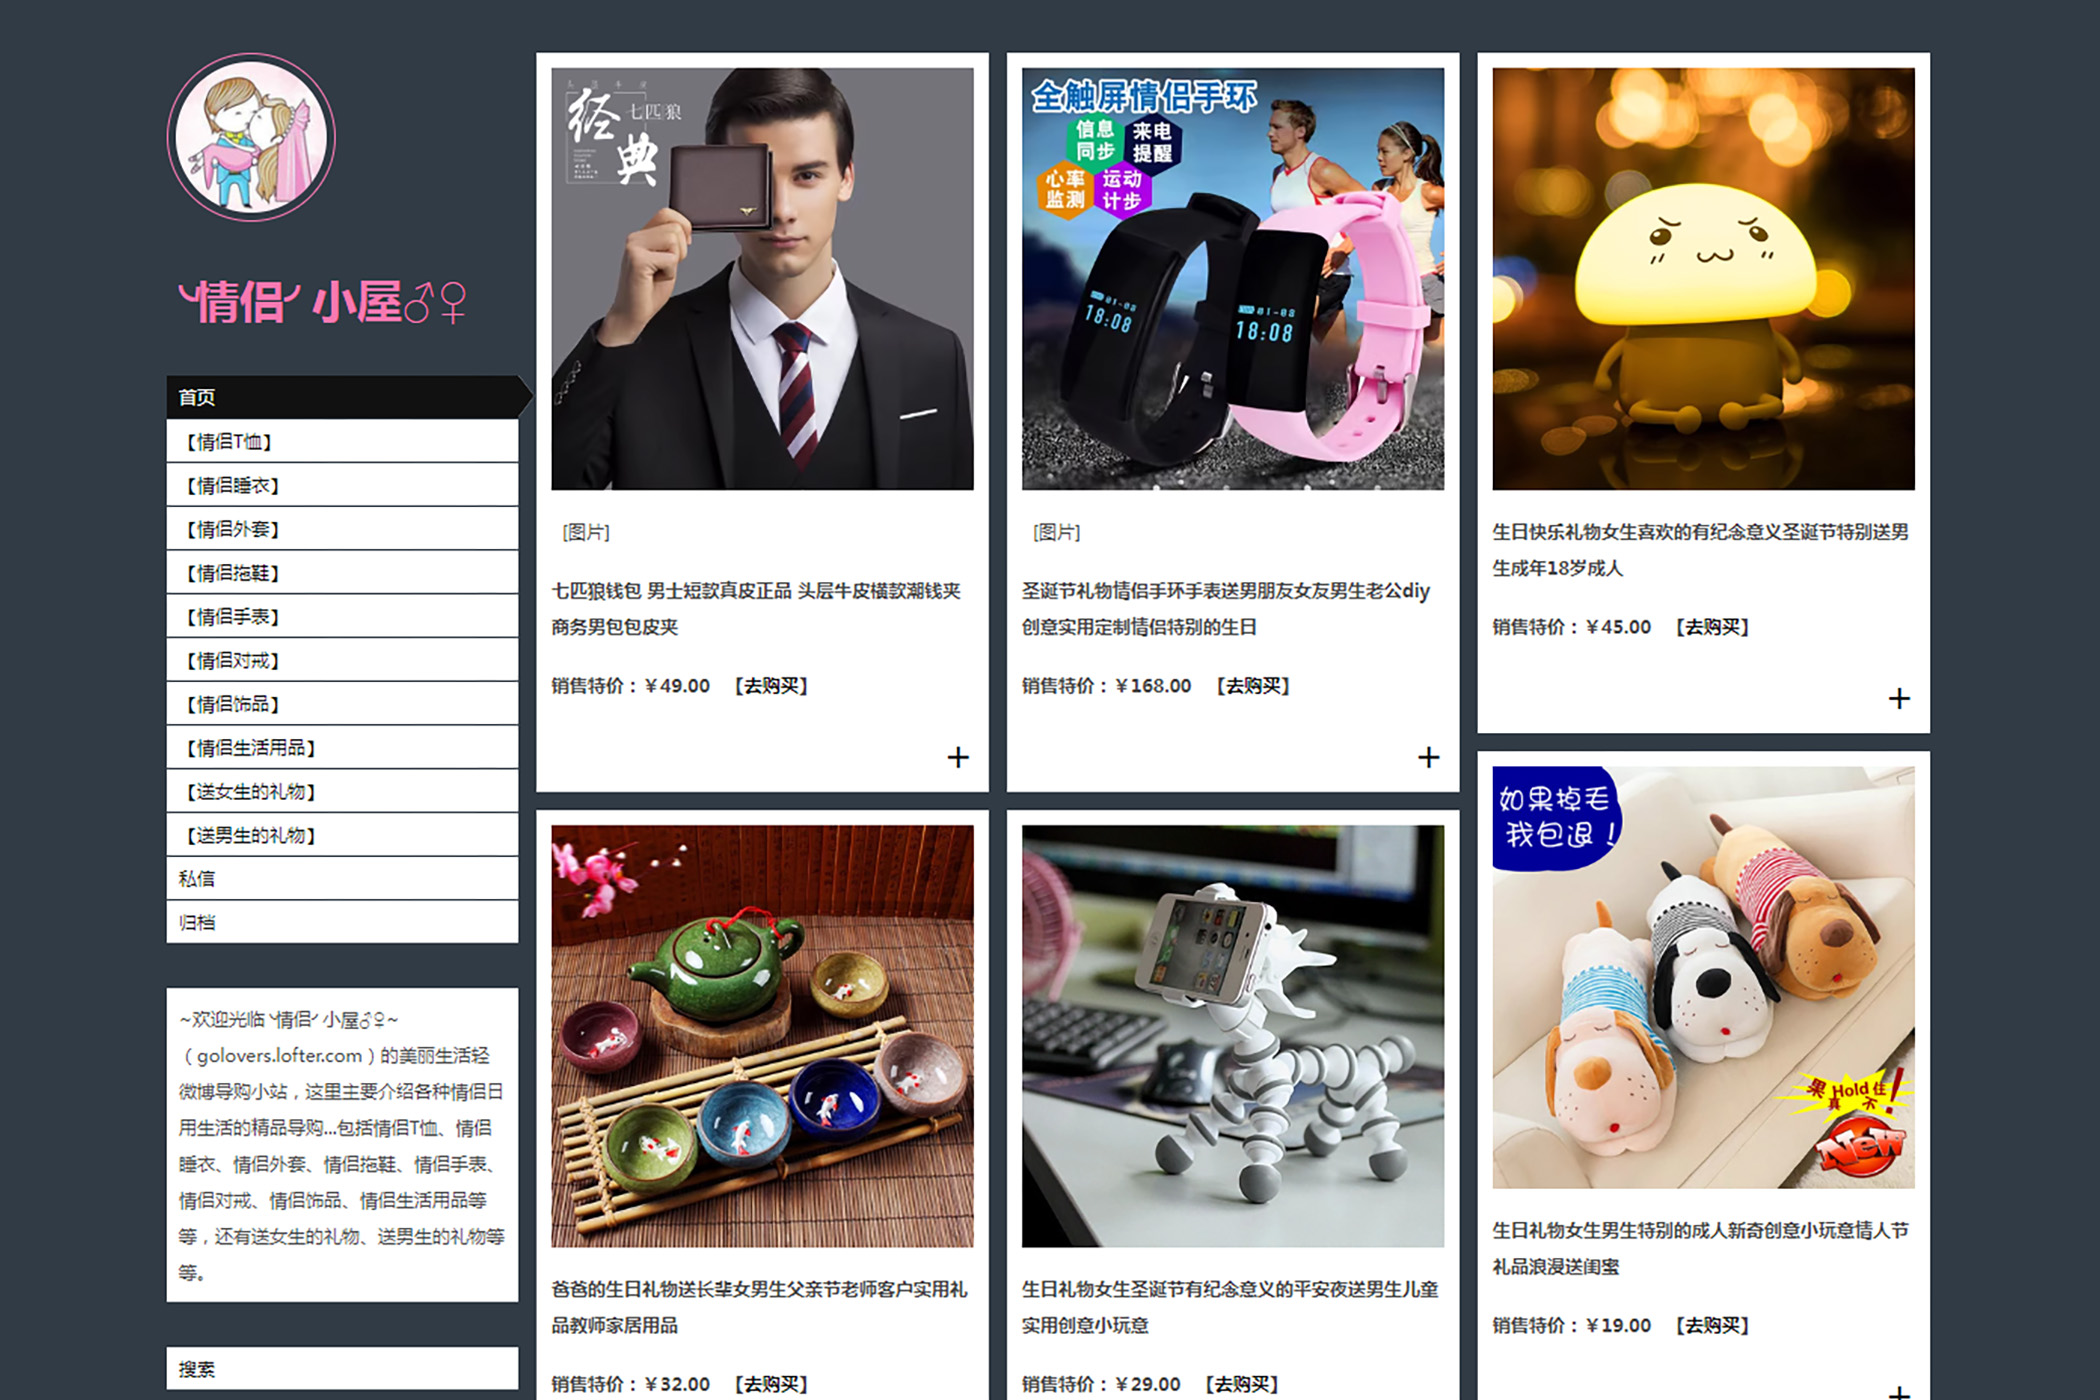 ╰情侣╯小屋♂♀
首页
【情侣T恤】
【情侣睡衣】
【情侣外套】
【情侣拖鞋】
【情侣手表】
【情侣对戒】
【情侣饰品】
【情侣生活用品】
【送女生的礼物】
【送男生的礼物】
私信
归档
~欢迎光临╰情侣╯小屋♂♀~
（golovers.lofter.com）的美丽生活轻
微博导购小站，这里主要介绍各种情侣日
用生活的精品导购...包括情侣T恤、情侣
睡衣、情侣外套、情侣拖鞋、情侣手表、
情侣对戒、情侣饰品、情侣生活用品等
等，还有送女生的礼物、送男生的礼物等
等。
搜索
经典
七匹狼
[图片]
七匹狼钱包 男士短款真皮正品 头层牛皮横款潮钱夹
商务男包包皮夹
销售特价：￥49.00 【去购买】
+
全触屏情侣手环
信息
同步
来电
提醒
心率
监测
运动
计步
01-08
18:08
01-08
18:08
[图片]
圣诞节礼物情侣手环手表送男朋友女友男生老公diy
创意实用定制情侣特别的生日
销售特价：￥168.00 【去购买】
+
生日快乐礼物女生喜欢的有纪念意义圣诞节特别送男
生成年18岁成人
销售特价：￥45.00 【去购买】
+
爸爸的生日礼物送长辈女男生父亲节老师客户实用礼
品教师家居用品
销售特价：￥32.00 【去购买】
生日礼物女生圣诞节有纪念意义的平安夜送男生儿童
实用创意小玩意
销售特价：￥29.00 【去购买】
如果掉毛
我包退！
果真Hold不住！
New
生日礼物女生男生特别的成人新奇创意小玩意情人节
礼品浪漫送闺蜜
销售特价：￥19.00 【去购买】
+